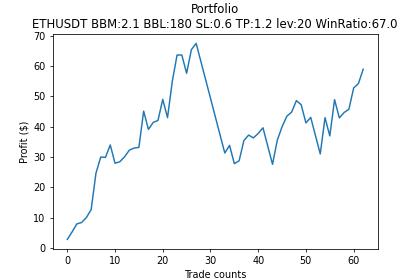 Portfolio
ETHUSDT BBM:2.1 BBL:180 SL:0.6 TP:1.2 lev:20 WinRatio:67.0
70
60
50
40
30
20
10
0
Profit ($)
0 10 20 30 40 50 60
Trade counts